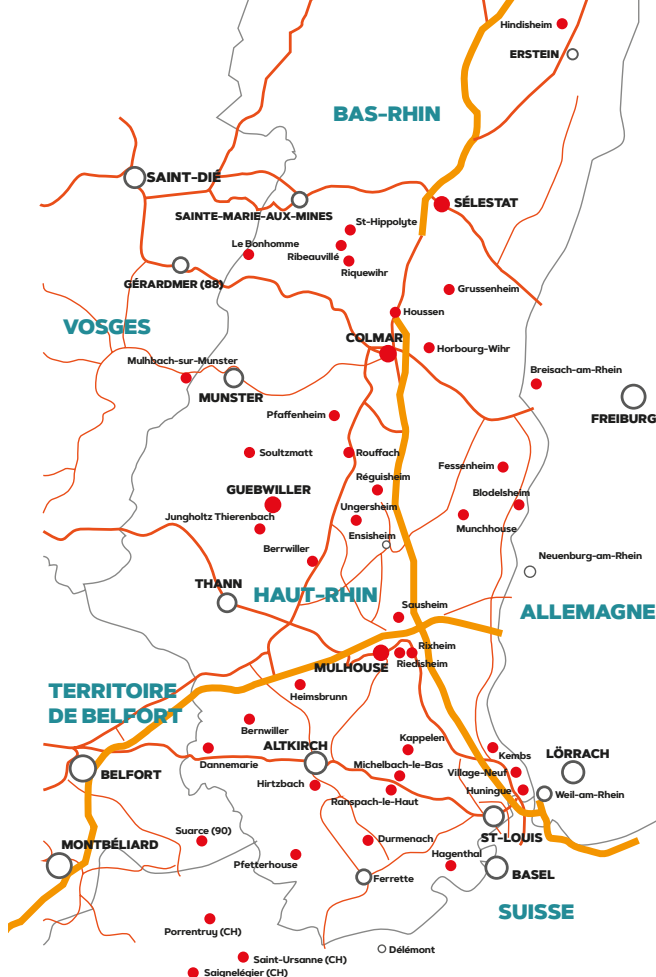 Hindisheim
ERSTEIN
BAS-RHIN
SAINT-DIÉ
SÉLESTAT
SAINTE-MARIE-AUX-MINES
St-Hippolyte
Le Bonhomme
Ribeauvillé
Riquewihr
GÉRARDMER (88)
Grussenheim
Houssen
VOSGES
COLMAR
Horbourg-Wihr
Mulhbach-sur-Munster
Breisach-am-Rhein
MUNSTER
Pfaffenheim
FREIBURG
Soultzmatt
Rouffach
Fessenheim
Réguisheim
GUEBWILLER
Blodelsheim
Ungersheim
Jungholtz Thierenbach
Munchhouse
Ensisheim
Berrwiller
Neuenburg-am-Rhein
THANN
HAUT-RHIN
Sausheim
ALLEMAGNE
Rixheim
MULHOUSE
Riedisheim
TERRITOIRE
DE BELFORT
Heimsbrunn
Bernwiller
Kappelen
ALTKIRCH
Kembs
LÖRRACH
Dannemarie
Michelbach-le-Bas
Village-Neuf
BELFORT
Hirtzbach
Huningue
Weil-am-Rhein
Ranspach-le-Haut
Suarce (90)
ST-LOUIS
Durmenach
MONTBÉLIARD
Hagenthal
Pfetterhouse
BASEL
Ferrette
SUISSE
Porrentruy (CH)
Délémont
Saint-Ursanne (CH)
Saignelégier (CH)